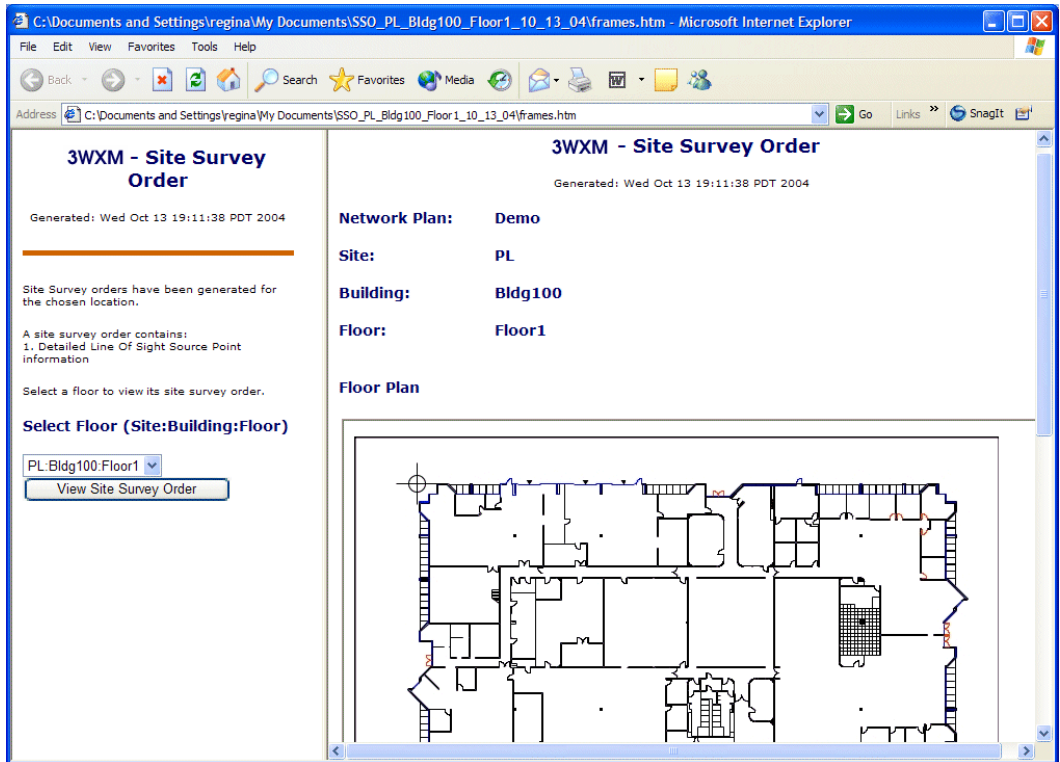 C:\Documents and Settings\regina\My Documents\SSO_PL_Bldg100_Floor1_10_13_04\frames.htm - Microsoft Internet Explorer
File Edit View Favorites Tools Help
Back Search Favorites Media
Address C:\Documents and Settings\regina\My Documents\SSO_PL_Bldg100_Floor1_10_13_04\frames.htm Go Links » SnagIt
3WXM - Site Survey
Order
Generated: Wed Oct 13 19:11:38 PDT 2004
Site Survey orders have been generated for
the chosen location.
A site survey order contains:
1. Detailed Line Of Sight Source Point
information
Select a floor to view its site survey order.
Select Floor (Site:Building:Floor)
PL:Bldg100:Floor1
View Site Survey Order
3WXM - Site Survey Order
Generated: Wed Oct 13 19:11:38 PDT 2004
Network Plan: Demo
Site: PL
Building: Bldg100
Floor: Floor1
Floor Plan